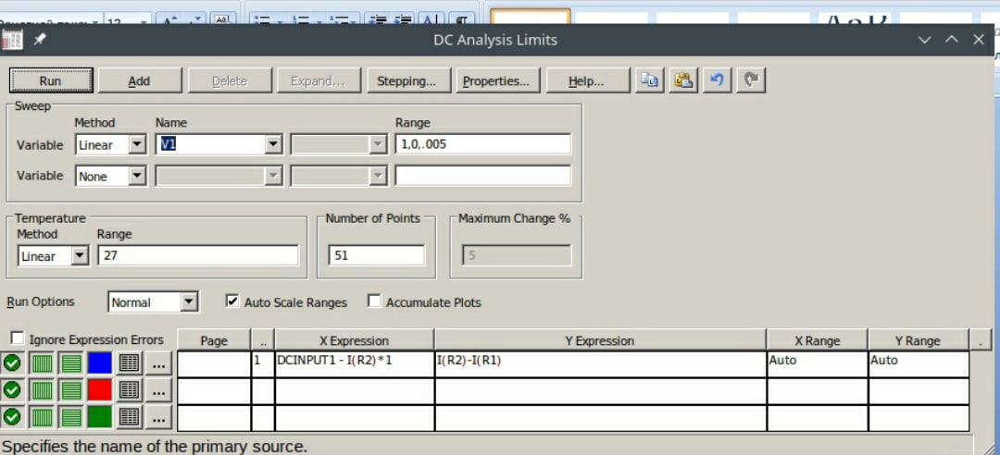 12
DC Analysis Limits
Run Add Delete Expand... Stepping... Properties... Help...
Sweep
Method Name Range
Variable Linear V1 1,0,.005
Variable None
Temperature Number of Points Maximum Change %
Method Range
Linear 27 51 5
Run Options Normal Auto Scale Ranges Accumulate Plots
Ignore Expression Errors Page .. X Expression Y Expression X Range Y Range .
... 1 DCINPUT1 - I(R2)*1 I(R2)-I(R1) Auto Auto
...
...
Specifies the name of the primary source.